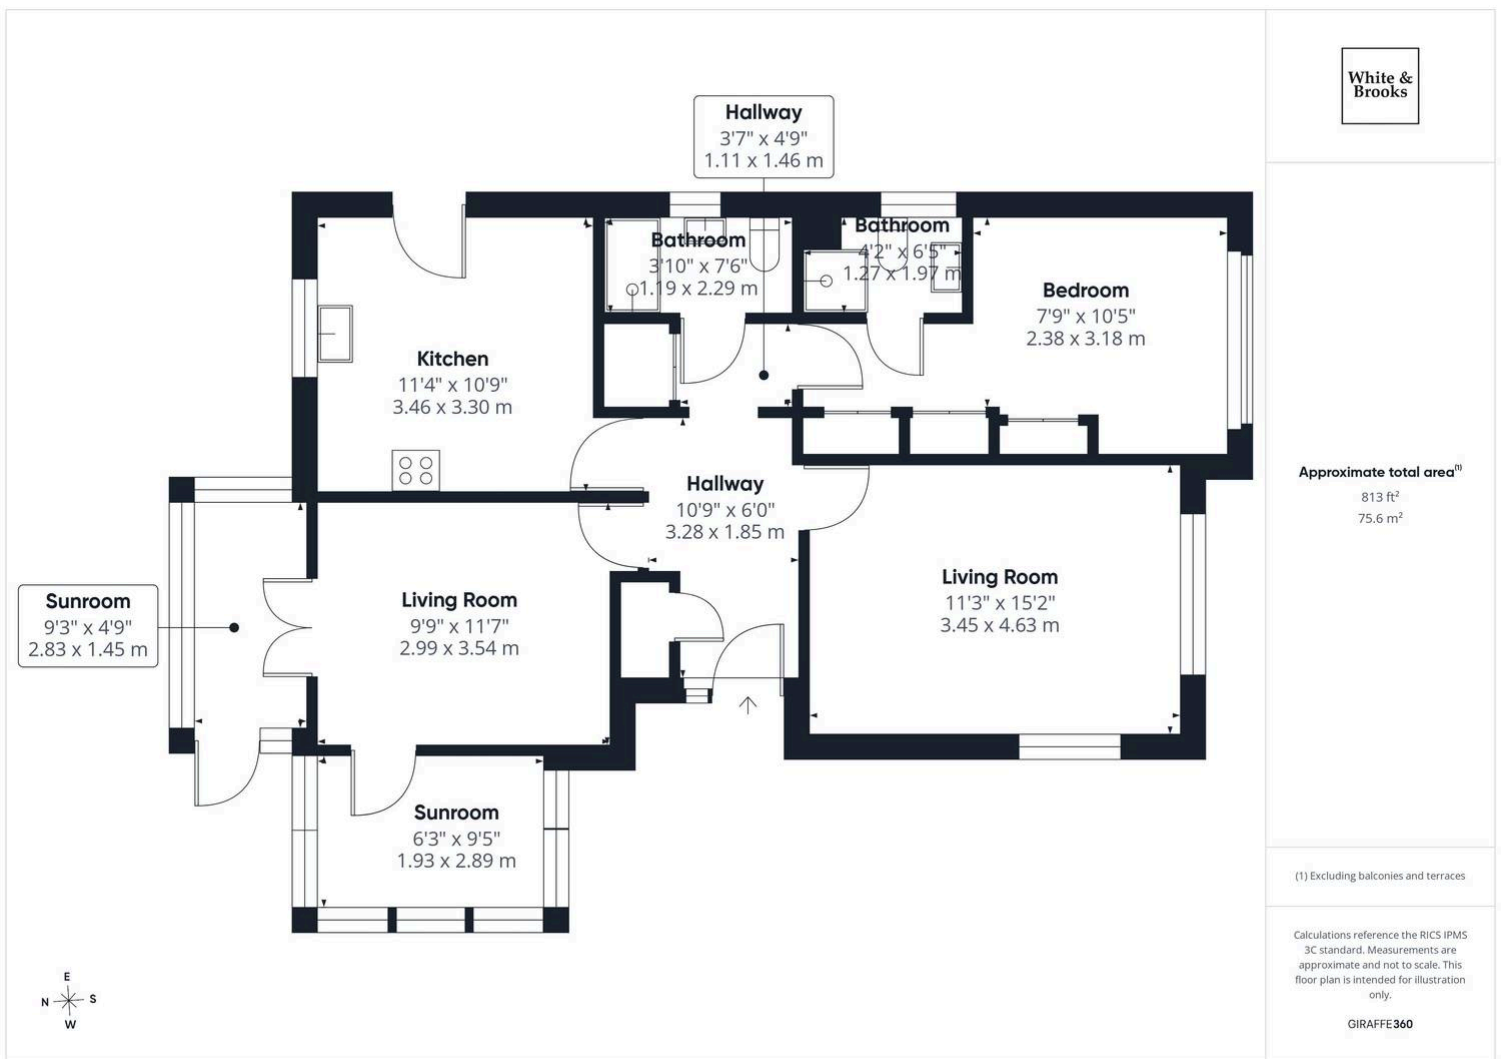 White &
Brooks
Hallway
3'7" x 4'9"
1.11 x 1.46 m
Bathroom
3'10" x 7'6"
1.19 x 2.29 m
Bathroom
4'2" x 6'5"
1.27 x 1.97 m
Bedroom
7'9" x 10'5"
2.38 x 3.18 m
Kitchen
11'4" x 10'9"
3.46 x 3.30 m
Hallway
10'9" x 6'0"
3.28 x 1.85 m
Living Room
11'3" x 15'2"
3.45 x 4.63 m
Sunroom
9'3" x 4'9"
2.83 x 1.45 m
Living Room
9'9" x 11'7"
2.99 x 3.54 m
Sunroom
6'3" x 9'5"
1.93 x 2.89 m
E
N S
W
Approximate total area(1)
813 ft²
75.6 m²
(1) Excluding balconies and terraces
Calculations reference the RICS IPMS
3C standard. Measurements are
approximate and not to scale. This
floor plan is intended for illustration
only.
GIRAFFE360